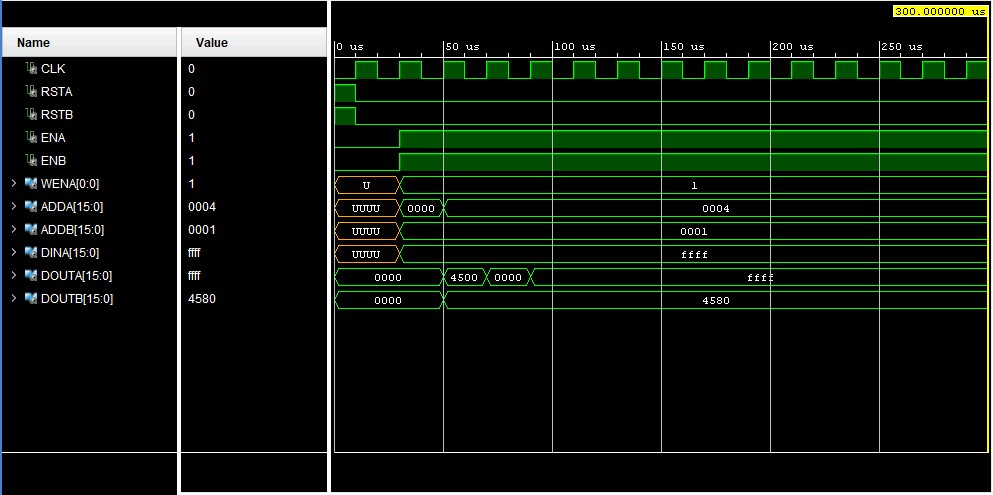 300.000000 us
Name Value
0 us 50 us 100 us 150 us 200 us 250 us
CLK 0
RSTA 0
RSTB 0
ENA 1
ENB 1
WENA[0:0] 1 U 1
ADDA[15:0] 0004 UUUU 0000 0004
ADDB[15:0] 0001 UUUU 0001
DINA[15:0] ffff UUUU ffff
DOUTA[15:0] ffff 0000 4500 0000 ffff
DOUTB[15:0] 4580 0000 4580